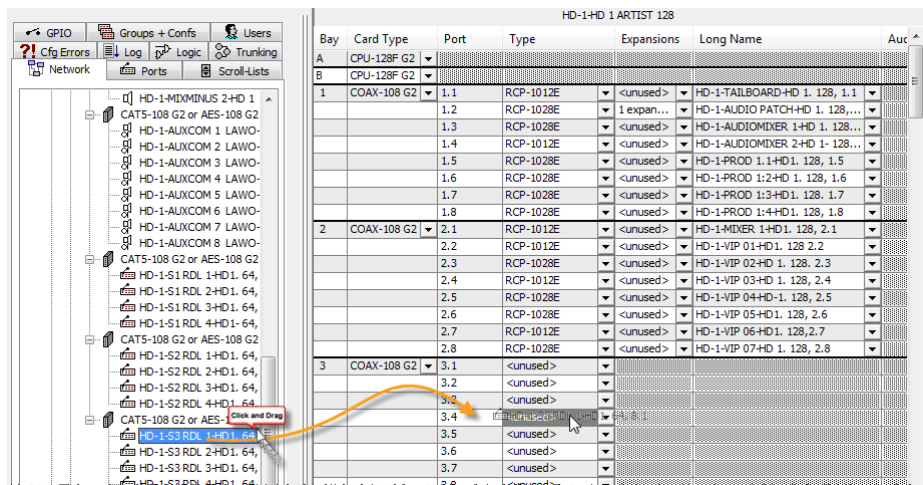 HD-1-HD 1 ARTIST 128
GPIO Groups + Confs Users
Cfg Errors Log Logic Trunking
Network Ports Scroll-Lists
HD-1-MIXMINUS 2-HD 1
CAT5-108 G2 or AES-108 G2
HD-1-AUXCOM 1 LAWO-
HD-1-AUXCOM 2 LAWO-
HD-1-AUXCOM 3 LAWO-
HD-1-AUXCOM 4 LAWO-
HD-1-AUXCOM 5 LAWO-
HD-1-AUXCOM 6 LAWO-
HD-1-AUXCOM 7 LAWO-
HD-1-AUXCOM 8 LAWO-
CAT5-108 G2 or AES-108 G2
HD-1-S1 RDL 1-HD1. 64,
HD-1-S1 RDL 2-HD1. 64,
HD-1-S1 RDL 3-HD1. 64,
HD-1-S1 RDL 4-HD1- 64,
CAT5-108 G2 or AES-108 G2
HD-1-S2 RDL 1-HD1. 64,
HD-1-S2 RDL 2-HD1. 64,
HD-1-S2 RDL 3-HD1. 64,
HD-1-S2 RDL 4-HD1. 64,
CAT5-108 G2 or AES-
Click and Drag
HD-1-S3 RDL 1-HD1. 64,
HD-1-S3 RDL 2-HD1. 64,
HD-1-S3 RDL 3-HD1. 64,
HD-1-S3 RDL 4-HD1. 64,
Bay Card Type Port Type Expansions Long Name Auc
A CPU-128F G2
B CPU-128F G2
1 COAX-108 G2 1.1 RCP-1012E <unused> HD-1-TAILBOARD-HD 1. 128, 1.1
1.2 RCP-1028E 1 expan... HD-1-AUDIO PATCH-HD 1. 128,...
1.3 RCP-1028E <unused> HD-1-AUDIOMIXER 1-HD 1. 128...
1.4 RCP-1012E <unused> HD-1-AUDIOMIXER 2-HD 1- 128...
1.5 RCP-1028E <unused> HD-1-PROD 1.1-HD1. 128, 1.5
1.6 RCP-1028E <unused> HD-1-PROD 1:2-HD 1. 128, 1.6
1.7 RCP-1028E <unused> HD-1-PROD 1:3-HD1. 128. 1.7
1.8 RCP-1028E <unused> HD-1-PROD 1:4-HD1. 128, 1.8
2 COAX-108 G2 2.1 RCP-1012E <unused> HD-1-MIXER 1-HD1. 128, 2.1
2.2 RCP-1012E <unused> HD-1-VIP 01-HD1. 128 2.2
2.3 RCP-1028E <unused> HD-1-VIP 02-HD 1. 128. 2.3
2.4 RCP-1012E <unused> HD-1-VIP 03-HD 1. 128, 2.4
2.5 RCP-1028E <unused> HD-1-VIP 04-HD-1. 128, 2.5
2.6 RCP-1028E <unused> HD-1-VIP 05-HD1. 128, 2.6
2.7 RCP-1012E <unused> HD-1-VIP 06-HD1. 128,2.7
2.8 RCP-1028E <unused> HD-1-VIP 07-HD 1. 128, 2.8
3 COAX-108 G2 3.1 <unused>
3.2 <unused>
3.3 <unused>
3.4 <unused>
3.5 <unused>
3.6 <unused>
3.7 <unused>
3.8 <unused>